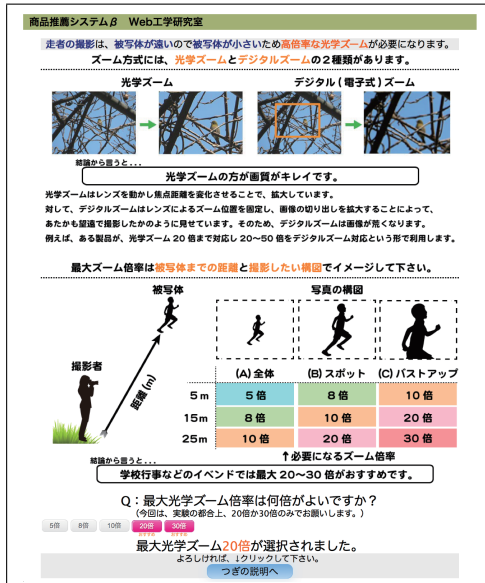 商品推薦システムβ Web工学研究室
走者の撮影は、被写体が遠いので被写体が小さいため高倍率な光学ズームが必要になります。
ズーム方式には、光学ズームとデジタルズームの2種類があります。
光学ズーム
デジタル(電子式)ズーム
結論から言うと...
光学ズームの方が画質がキレイです。
光学ズームはレンズを動かし焦点距離を変化させることで、拡大しています。
対して、デジタルズームはレンズによるズーム位置を固定し、画像の切り出しを拡大することによって、
あたかも望遠で撮影したかのように見せています。そのため、デジタルズームは画像が荒くなります。
例えば、ある製品が、光学ズーム20倍まで対応し20〜50倍をデジタルズーム対応という形で利用します。
最大ズーム倍率は被写体までの距離と撮影したい構図でイメージして下さい。
被写体
写真の構図
撮影者
距離(m)
(A)全体 (B)スポット (C)バストアップ
5m 5倍 8倍 10倍
15m 8倍 10倍 20倍
25m 10倍 20倍 30倍
↑必要になるズーム倍率
結論から言うと...
学校行事などのイベントでは最大20〜30倍がおすすめです。
Q:最大光学ズーム倍率は何倍がよいですか?
(今回は、実験の都合上、20倍か30倍のみでお願いします。)
5倍 8倍 10倍 20倍 30倍
おすすめ おすすめ
最大光学ズーム20倍が選択されました。
よろしければ、↓クリックして下さい。
つぎの説明へ